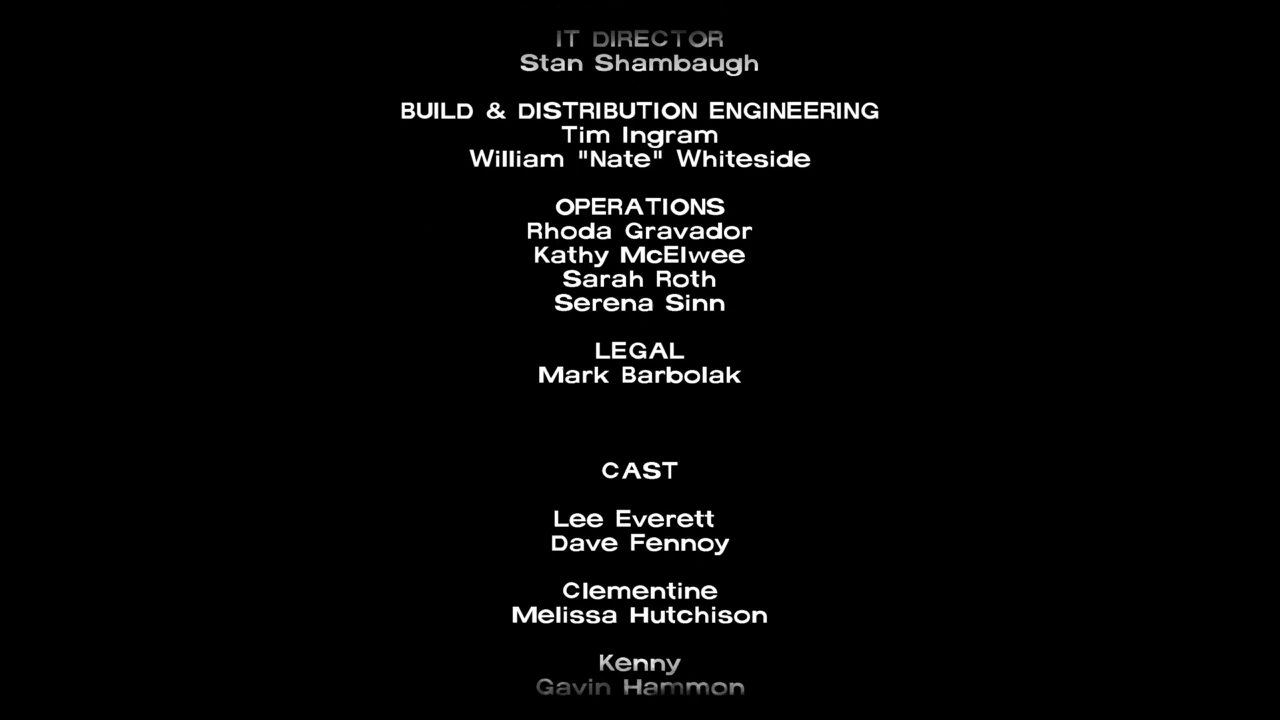 IT DIRECTOR
Stan Shambaugh
BUILD & DISTRIBUTION ENGINEERING
Tim Ingram
William "Nate" Whiteside
OPERATIONS
Rhoda Gravador
Kathy McElwee
Sarah Roth
Serena Sinn
LEGAL
Mark Barbolak
CAST
Lee Everett
Dave Fennoy
Clementine
Melissa Hutchison
Kenny
Gavin Hammon